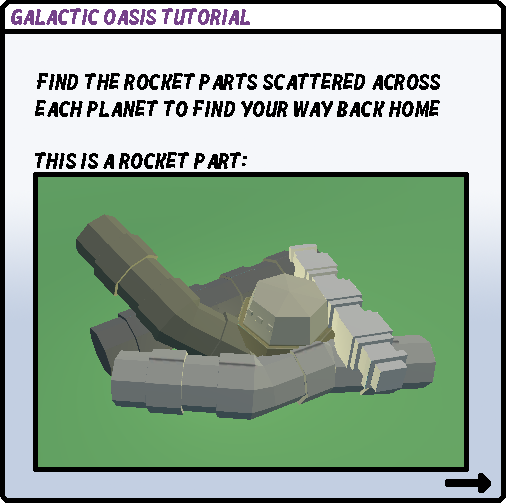 GALACTIC OASIS TUTORIAL
FIND THE ROCKET PARTS SCATTERED ACROSS
EACH PLANET TO FIND YOUR WAY BACK HOME
THIS IS A ROCKET PART: